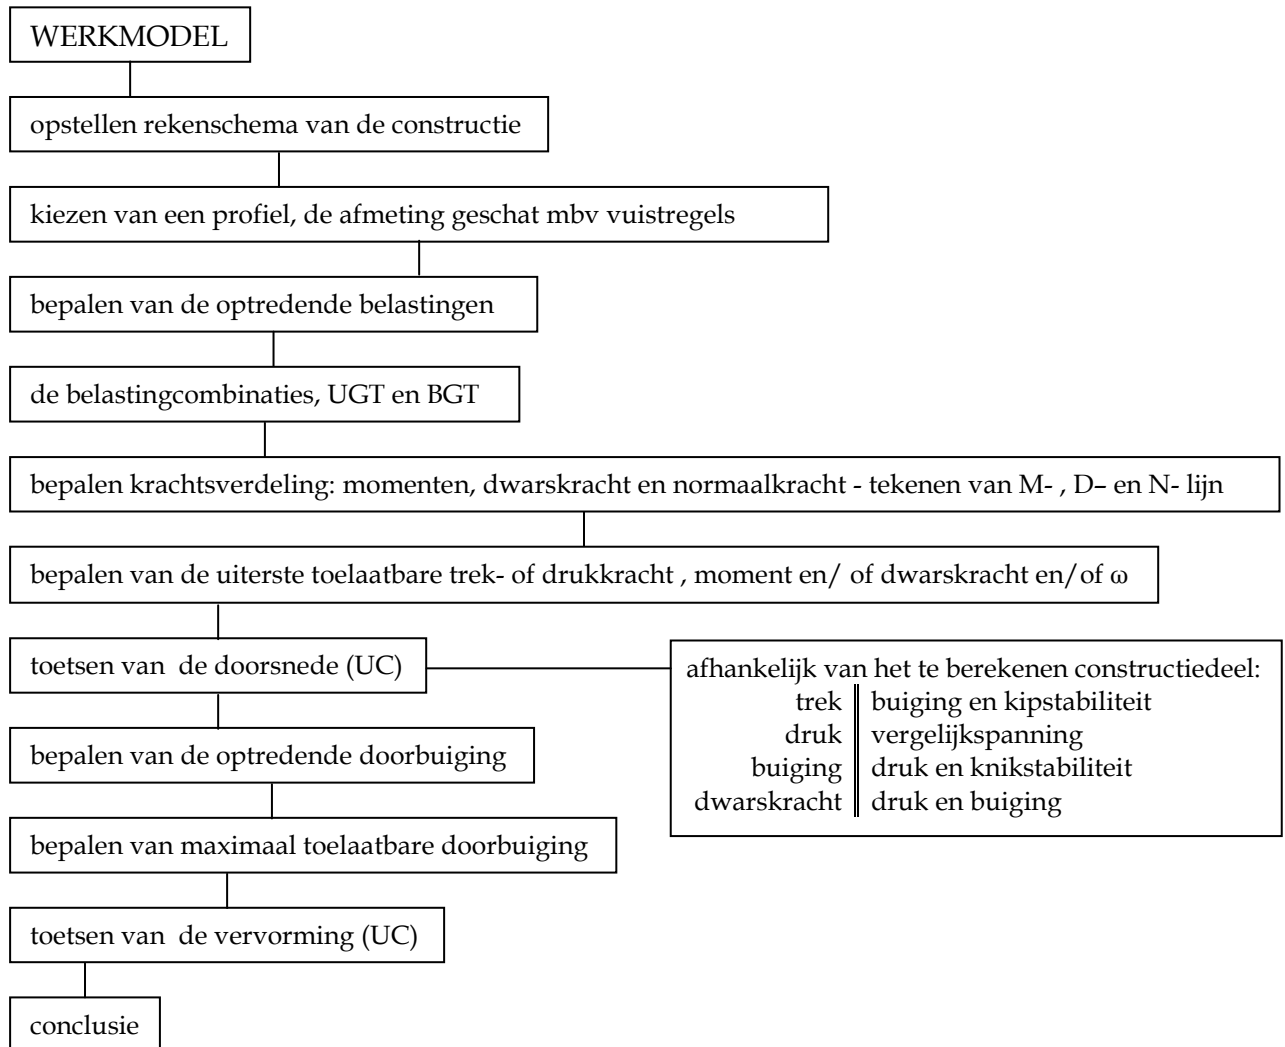 WERKMODEL
opstellen rekenschema van de constructie
kiezen van een profiel, de afmeting geschat mbv vuistregels
bepalen van de optredende belastingen
de belastingcombinaties, UGT en BGT
bepalen krachtsverdeling: momenten, dwarskracht en normaalkracht - tekenen van M- , D– en N- lijn
bepalen van de uiterste toelaatbare trek- of drukkracht , moment en/ of dwarskracht en/of ω
toetsen van de doorsnede (UC)
afhankelijk van het te berekenen constructiedeel:
trek buiging en kipstabiliteit
druk vergelijkspanning
buiging druk en knikstabiliteit
dwarskracht druk en buiging
bepalen van de optredende doorbuiging
bepalen van maximaal toelaatbare doorbuiging
toetsen van de vervorming (UC)
conclusie